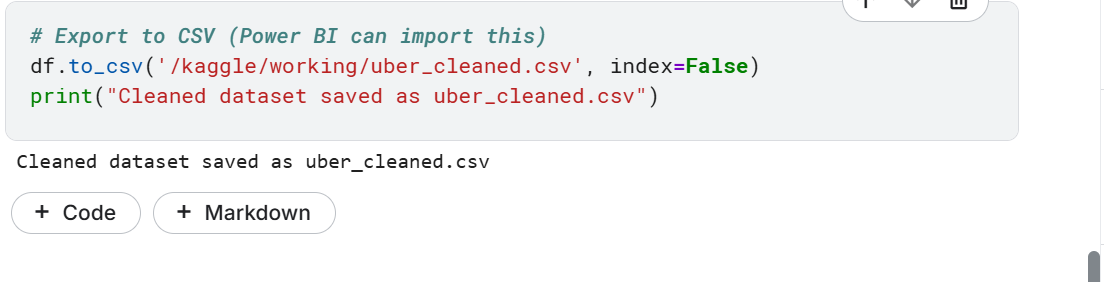 # Export to CSV (Power BI can import this)
df.to_csv('/kaggle/working/uber_cleaned.csv', index=False)
print("Cleaned dataset saved as uber_cleaned.csv")
Cleaned dataset saved as uber_cleaned.csv
+ Code + Markdown